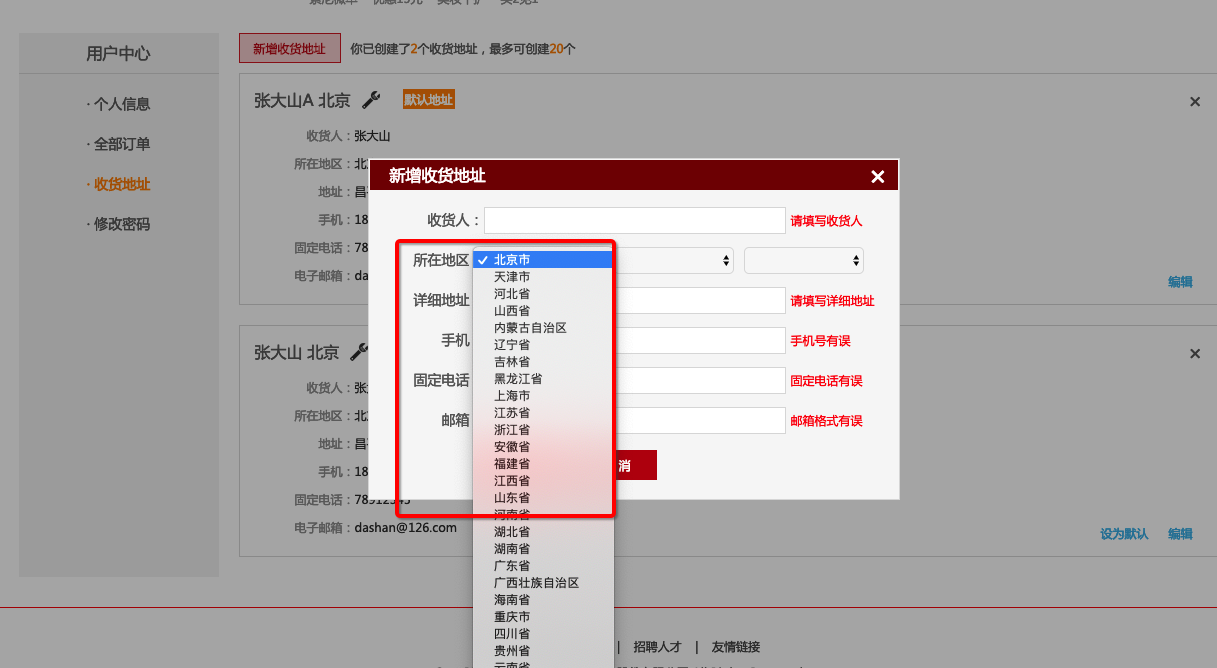 用户中心
· 个人信息
· 全部订单
· 收货地址
· 修改密码
新增收货地址 你已创建了2个收货地址，最多可创建20个
张大山A 北京 默认地址
收货人：张大山
所在地区：北
地址：昌
手机：18
固定电话：78
电子邮箱：da
编辑
张大山 北京
收货人：张
所在地区：北
地址：昌
手机：18
固定电话：78912345
电子邮箱：dashan@126.com
设为默认 编辑
新增收货地址
收货人： 请填写收货人
所在地区
详细地址 请填写详细地址
手机 手机号有误
固定电话 固定电话有误
邮箱 邮箱格式有误
消
北京市
天津市
河北省
山西省
内蒙古自治区
辽宁省
吉林省
黑龙江省
上海市
江苏省
浙江省
安徽省
福建省
江西省
山东省
河南省
湖北省
湖南省
广东省
广西壮族自治区
海南省
重庆市
四川省
贵州省
云南省
| 招聘人才 | 友情链接